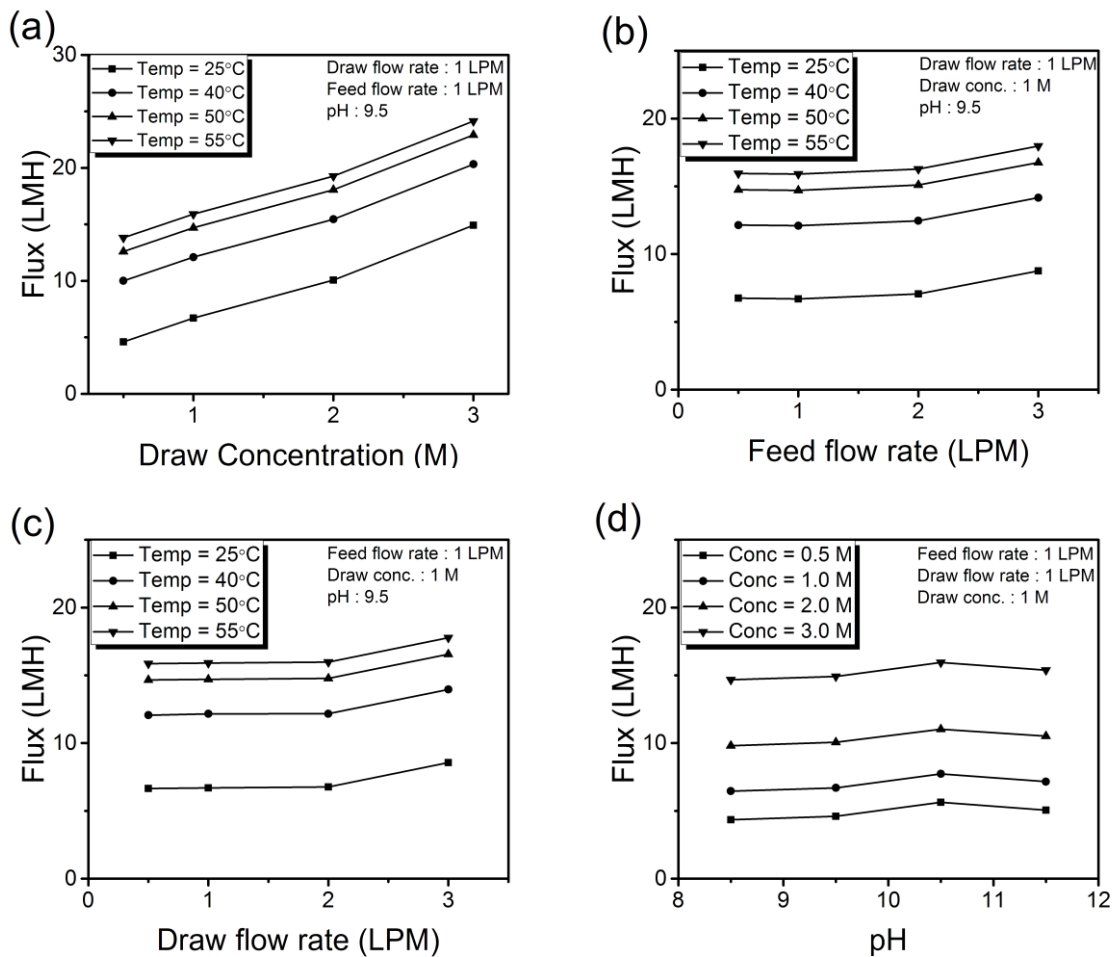 (a)
Temp = 25°C
Temp = 40°C
Temp = 50°C
Temp = 55°C
Draw flow rate : 1 LPM
Feed flow rate : 1 LPM
pH : 9.5
30
20
10
0
Flux (LMH)
1
2
3
Draw Concentration (M)
(b)
Temp = 25°C
Temp = 40°C
Temp = 50°C
Temp = 55°C
Draw flow rate : 1 LPM
Draw conc. : 1 M
pH : 9.5
20
10
0
Flux (LMH)
0
1
2
3
Feed flow rate (LPM)
(c)
Temp = 25°C
Temp = 40°C
Temp = 50°C
Temp = 55°C
Feed flow rate : 1 LPM
Draw conc. : 1 M
pH : 9.5
20
10
0
Flux (LMH)
0
1
2
3
Draw flow rate (LPM)
(d)
Conc = 0.5 M
Conc = 1.0 M
Conc = 2.0 M
Conc = 3.0 M
Feed flow rate : 1 LPM
Draw flow rate : 1 LPM
Draw conc. : 1 M
20
10
0
Flux (LMH)
8
9
10
11
12
pH